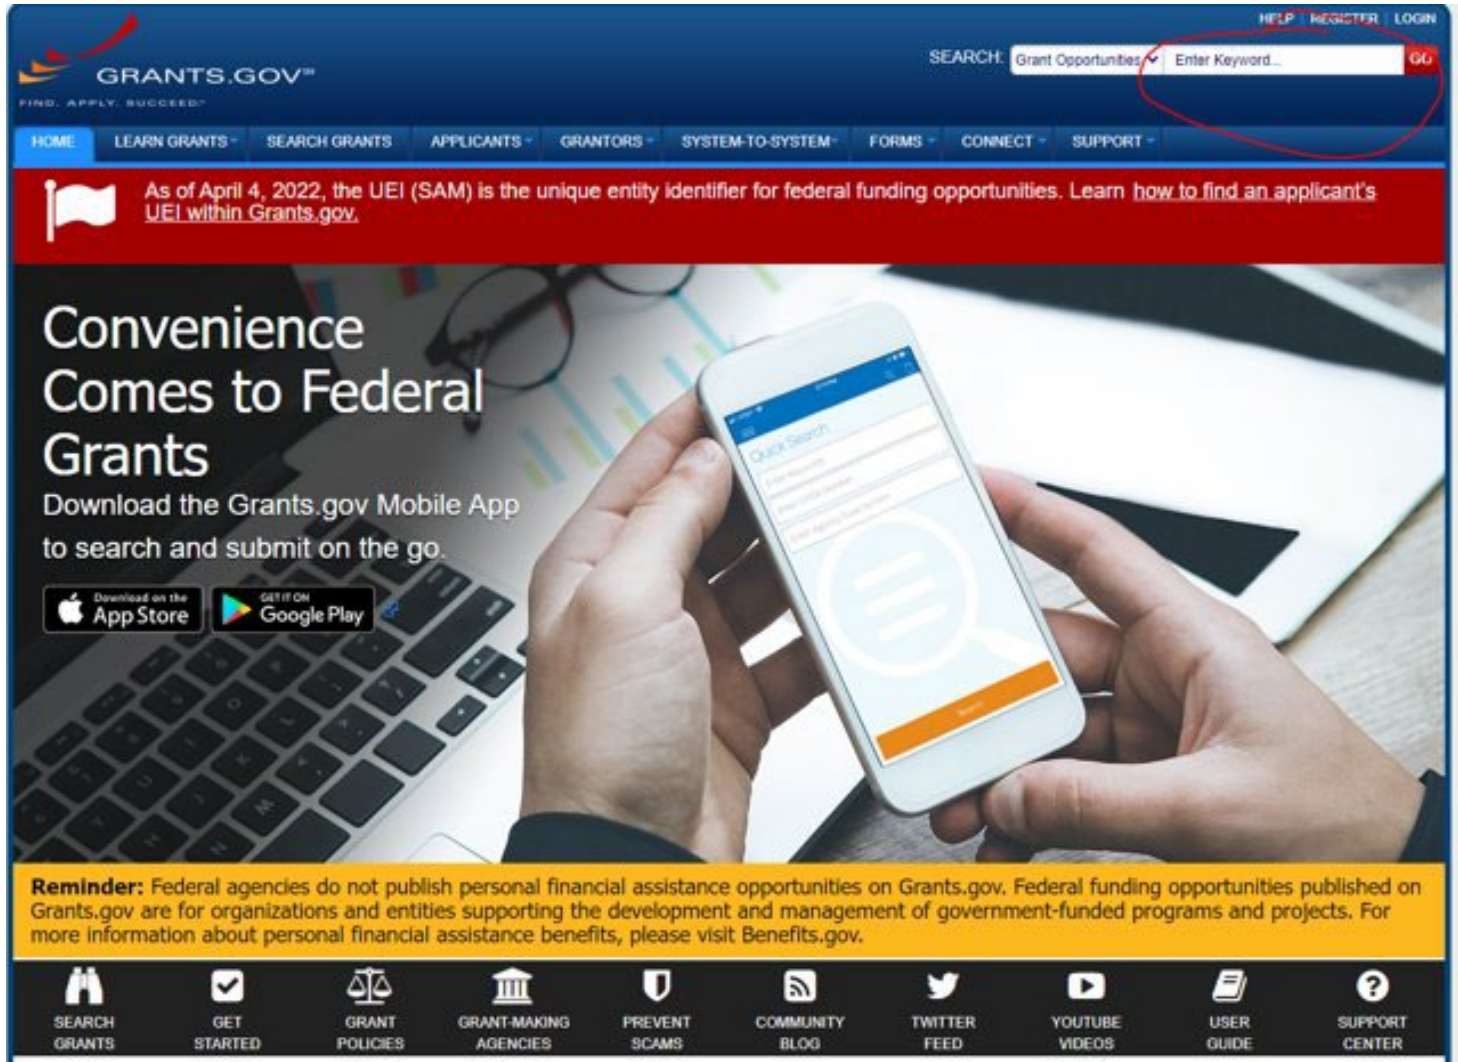 HELP REGISTER LOGIN
SEARCH: Grant Opportunities Enter Keyword... GO
GRANTS.GOV℠
FIND. APPLY. SUCCEED.℠
HOME LEARN GRANTS SEARCH GRANTS APPLICANTS GRANTORS SYSTEM-TO-SYSTEM FORMS CONNECT SUPPORT
As of April 4, 2022, the UEI (SAM) is the unique entity identifier for federal funding opportunities. Learn how to find an applicant's
UEI within Grants.gov.
Convenience
Comes to Federal
Grants
Download the Grants.gov Mobile App
to search and submit on the go.
Download on the
App Store
GET IT ON
Google Play
Quick Search
Search
Reminder: Federal agencies do not publish personal financial assistance opportunities on Grants.gov. Federal funding opportunities published on
Grants.gov are for organizations and entities supporting the development and management of government-funded programs and projects. For
more information about personal financial assistance benefits, please visit Benefits.gov.
SEARCH
GRANTS
GET
STARTED
GRANT
POLICIES
GRANT-MAKING
AGENCIES
PREVENT
SCAMS
COMMUNITY
BLOG
TWITTER
FEED
YOUTUBE
VIDEOS
USER
GUIDE
SUPPORT
CENTER